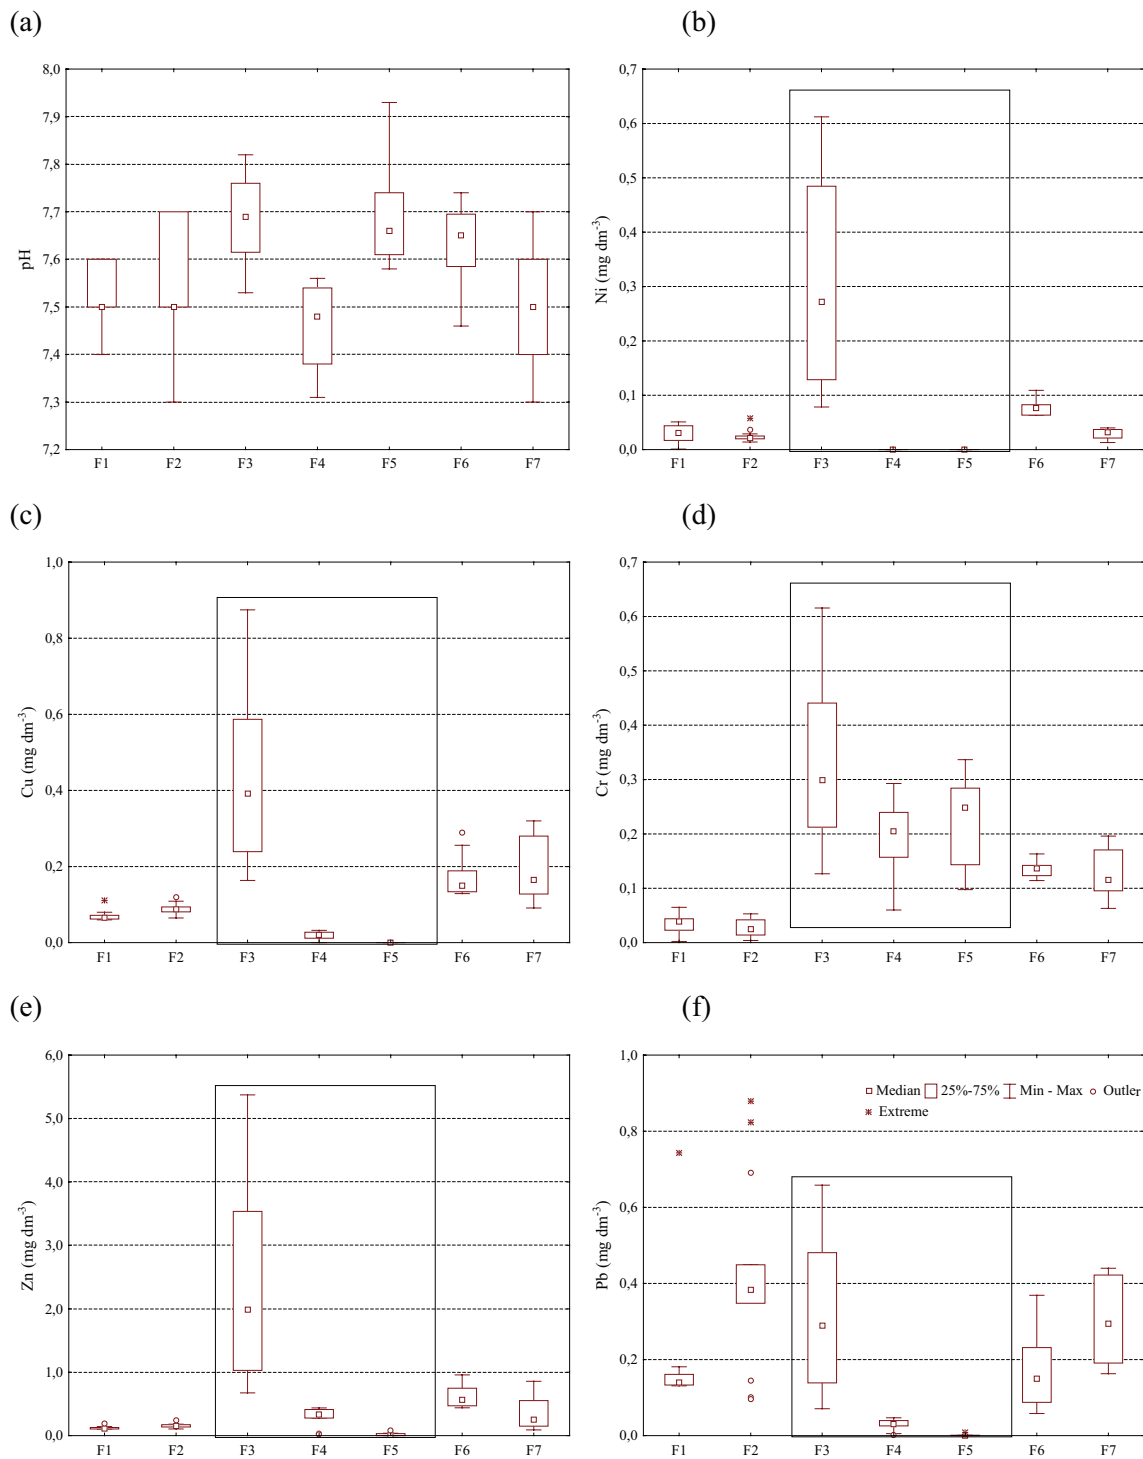 (a)
(b)
8,0
7,9
7,8
7,7
7,6
7,5
7,4
7,3
7,2
pH
F1 F2 F3 F4 F5 F6 F7
0,7
0,6
0,5
0,4
0,3
0,2
0,1
0,0
Ni (mg dm-3)
F1 F2 F3 F4 F5 F6 F7
(c)
(d)
1,0
0,8
0,6
0,4
0,2
0,0
Cu (mg dm-3)
F1 F2 F3 F4 F5 F6 F7
0,7
0,6
0,5
0,4
0,3
0,2
0,1
0,0
Cr (mg dm-3)
F1 F2 F3 F4 F5 F6 F7
(e)
(f)
6,0
5,0
4,0
3,0
2,0
1,0
0,0
Zn (mg dm-3)
F1 F2 F3 F4 F5 F6 F7
1,0
0,8
0,6
0,4
0,2
0,0
Pb (mg dm-3)
Median 25%-75% Min - Max Outler
Extreme
F1 F2 F3 F4 F5 F6 F7